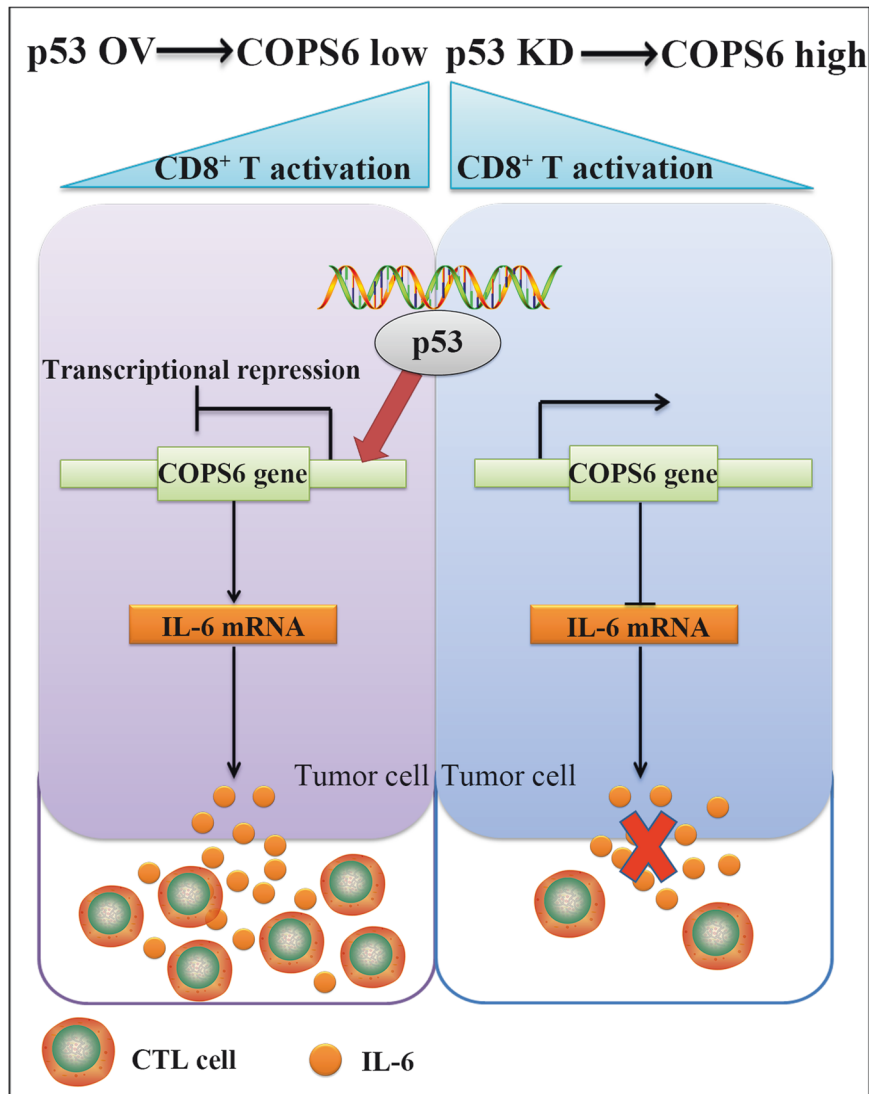 p53 OV COPS6 low
p53 KD COPS6 high
CD8⁺ T activation
CD8⁺ T activation
p53
Transcriptional repression
COPS6 gene
COPS6 gene
IL-6 mRNA
IL-6 mRNA
Tumor cell
Tumor cell
CTL cell
IL-6